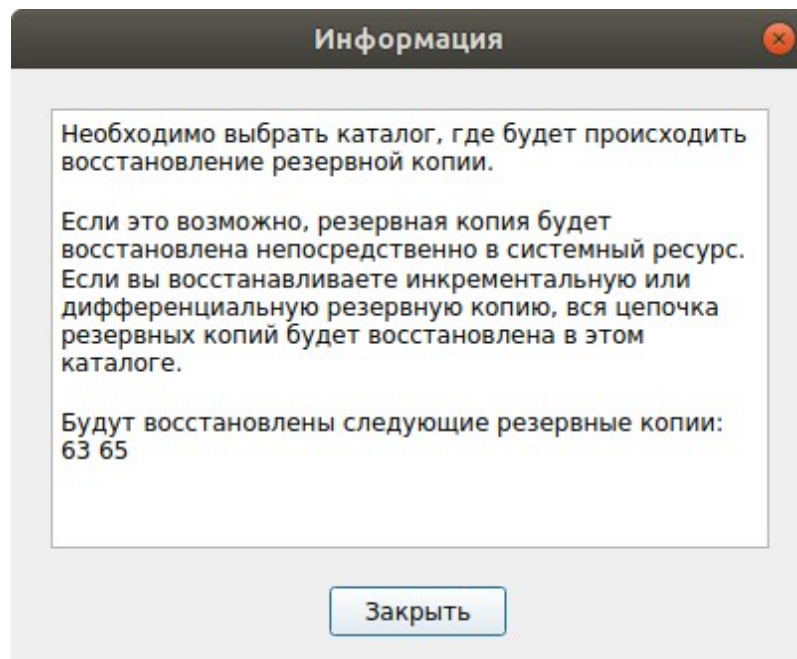 Информация
Необходимо выбрать каталог, где будет происходить
восстановление резервной копии.
Если это возможно, резервная копия будет
восстановлена непосредственно в системный ресурс.
Если вы восстанавливаете инкрементальную или
дифференциальную резервную копию, вся цепочка
резервных копий будет восстановлена в этом
каталоге.
Будут восстановлены следующие резервные копии:
63 65
Закрыть